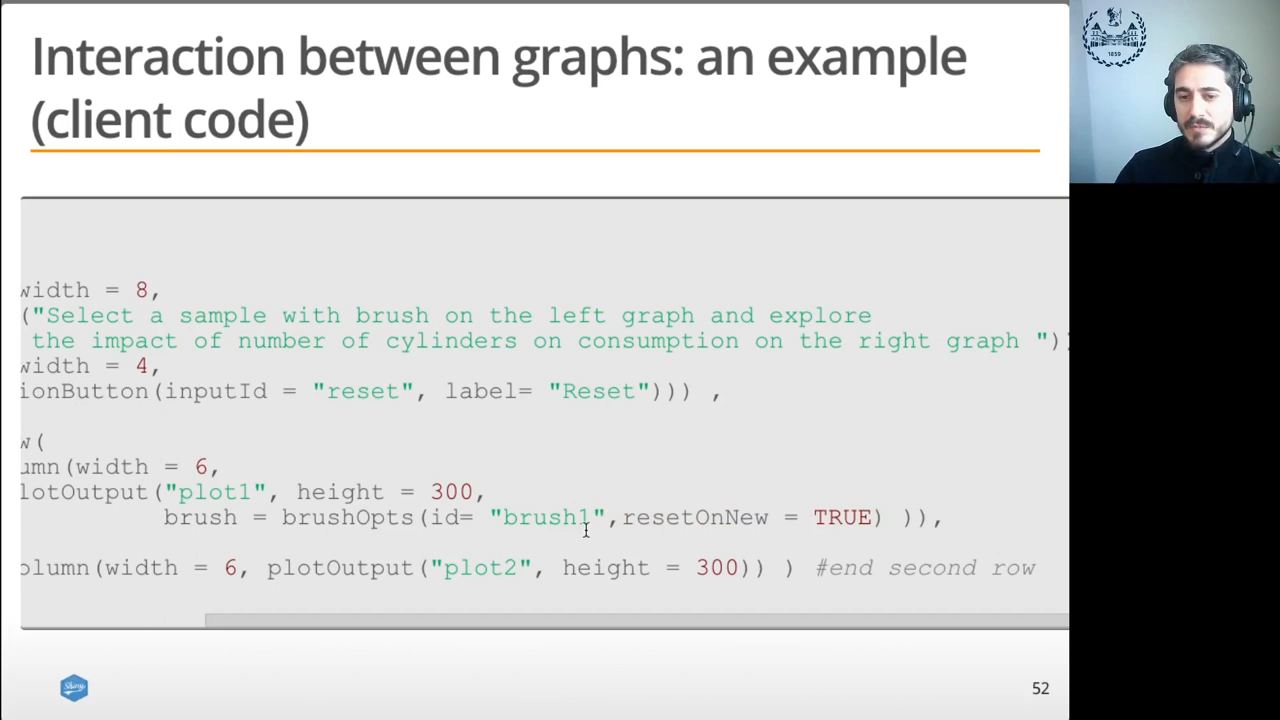 Interaction between graphs: an example
(client code)
width = 8,
("Select a sample with brush on the left graph and explore
the impact of number of cylinders on consumption on the right graph "))
width = 4,
ionButton(inputId = "reset", label= "Reset"))) ,
w(
umn(width = 6,
lotOutput("plot1", height = 300,
brush = brushOpts(id= "brush1",resetOnNew = TRUE) )),
olumn(width = 6, plotOutput("plot2", height = 300)) ) #end second row
Shiny
52
1859